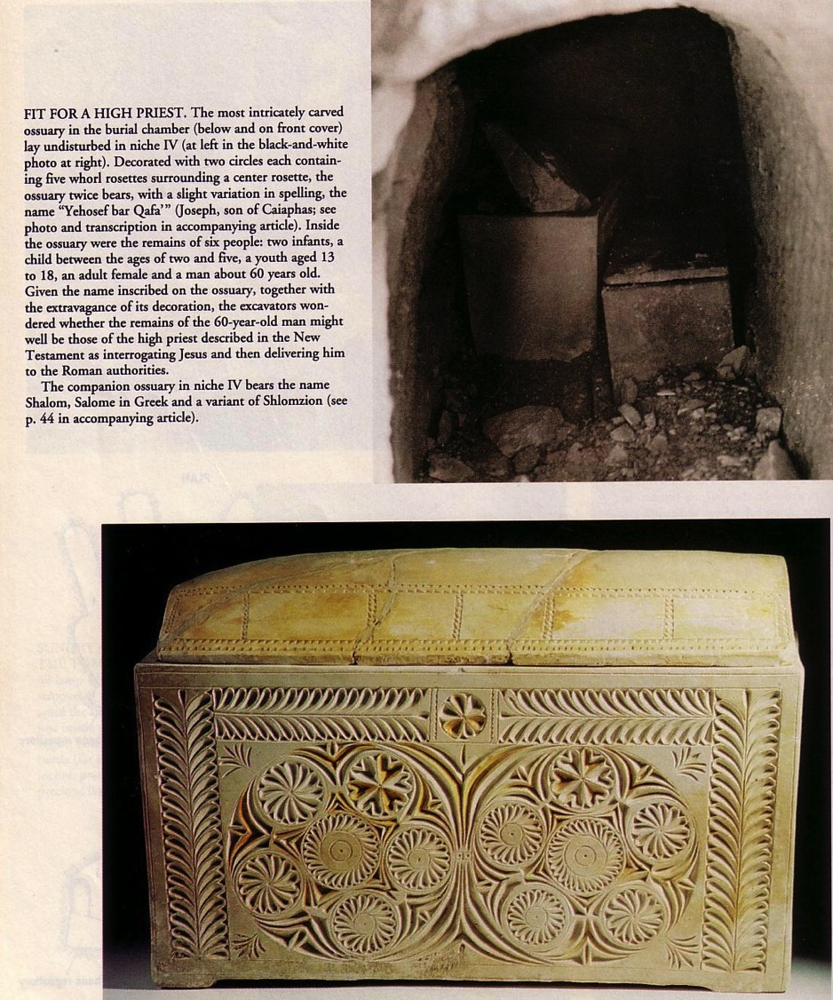 FIT FOR A HIGH PRIEST. The most intricately carved
ossuary in the burial chamber (below and on front cover)
lay undisturbed in niche IV (at left in the black-and-white
photo at right). Decorated with two circles each contain-
ing five whorl rosettes surrounding a center rosette, the
ossuary twice bears, with a slight variation in spelling, the
name “Yehosef bar Qafa’” (Joseph, son of Caiaphas; see
photo and transcription in accompanying article). Inside
the ossuary were the remains of six people: two infants, a
child between the ages of two and five, a youth aged 13
to 18, an adult female and a man about 60 years old.
Given the name inscribed on the ossuary, together with
the extravagance of its decoration, the excavators won-
dered whether the remains of the 60-year-old man might
well be those of the high priest described in the New
Testament as interrogating Jesus and then delivering him
to the Roman authorities.
The companion ossuary in niche IV bears the name
Shalom, Salome in Greek and a variant of Shlomzion (see
p. 44 in accompanying article).
PLAN